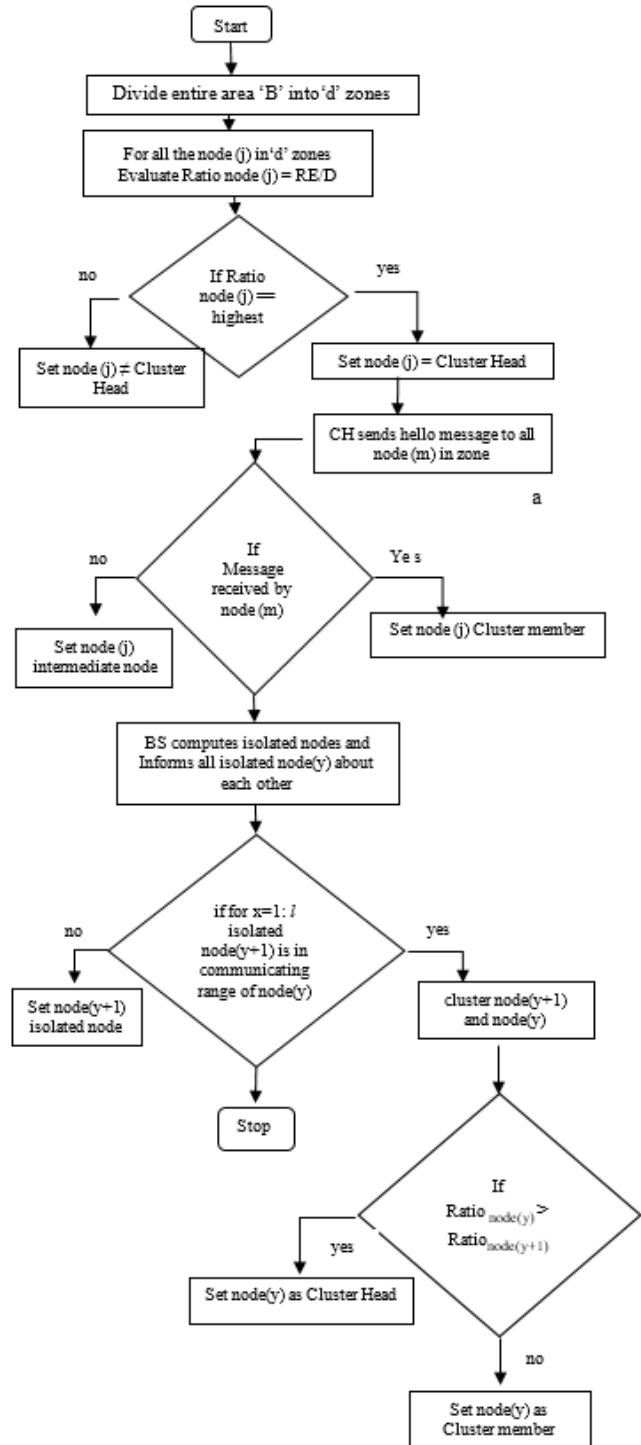 Start
Divide entire area ‘B’ into ‘d’ zones
For all the node (j) in ‘d’ zones
Evaluate Ratio node (j) = RE/D
no
If Ratio
node (j) ==
highest
yes
Set node (j) ≠ Cluster
Head
Set node (j) = Cluster Head
CH sends hello message to all
node (m) in zone
a
no
If
Message
received by
node (m)
Ye s
Set node (j)
intermediate node
Set node (j) Cluster member
BS computes isolated nodes and
Informs all isolated node(y) about
each other
no
if for x=1: l
isolated
node(y+1) is in
communicating
range of node(y)
yes
Set node(y+1)
isolated node
cluster node(y+1)
and node(y)
Stop
If
Ratio node(y) >
Ratio node(y+1)
yes
Set node(y) as Cluster Head
no
Set node(y) as
Cluster member